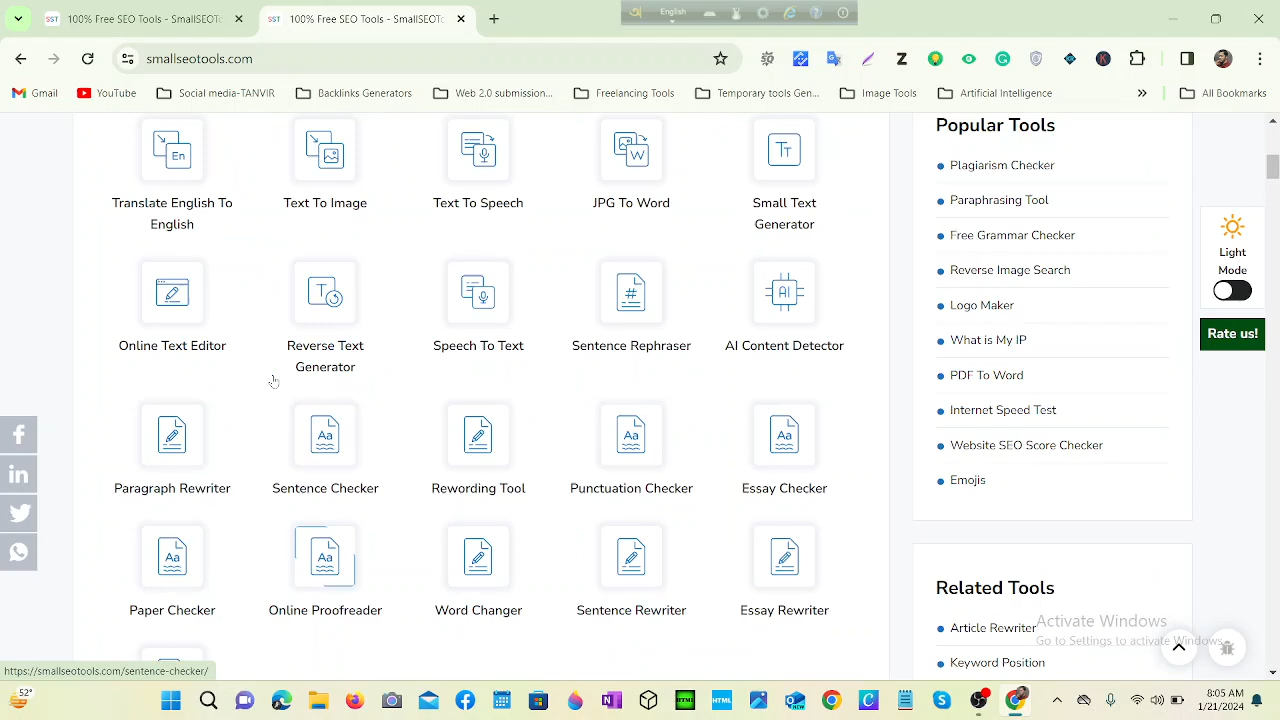 English
100% Free SEO Tools - SmallSEOTo
100% Free SEO Tools - smallSEOTo
smallseotools.com
Gmail
YouTube
Social media-TANVIR
Backlinks Generators
Web 2.0 submission...
Freelancing Tools
Temporary tools Gen...
Image Tools
Artificial Intelligence
All Bookmarks
Translate English To
English
Text To Image
Text To Speech
JPG To Word
Small Text
Generator
Online Text Editor
Reverse Text
Generator
Speech To Text
Sentence Rephraser
AI Content Detector
Paragraph Rewriter
Sentence Checker
Rewording Tool
Punctuation Checker
Essay Checker
Paper Checker
Online Proofreader
Word Changer
Sentence Rewriter
Essay Rewriter
Popular Tools
Plagiarism Checker
Paraphrasing Tool
Free Grammar Checker
Reverse Image Search
Logo Maker
What is My IP
PDF To Word
Internet Speed Test
Website SEO Score Checker
Emojis
Related Tools
Article Rewriter
Keyword Position
Light
Mode
Rate us!
Activate Windows
Go to Settings to activate Windows.
https://smallseotools.com/sentence-checker/
52°
8:05 AM
1/21/2024